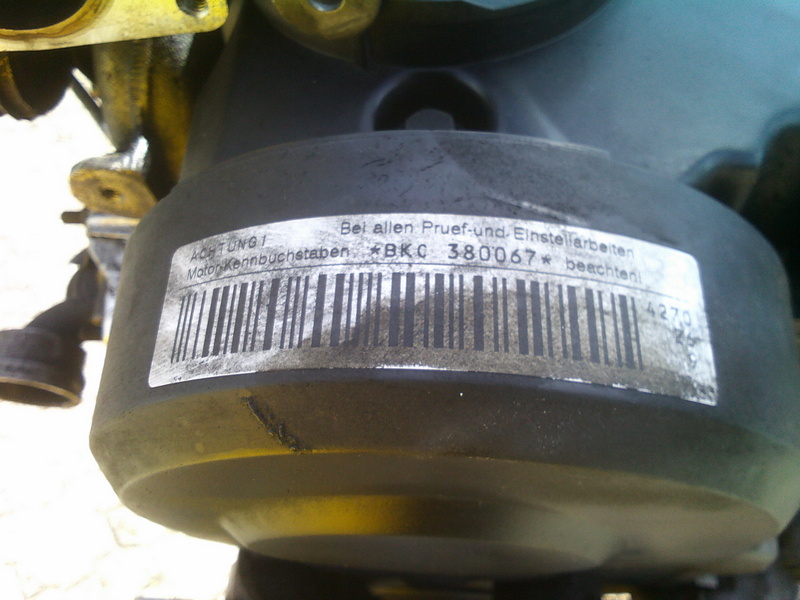 ACHTUNG! Bei allen Pruef-und. Einstellarbeiten
Motor-Kennbuchstaben *BKC 380067* beachten!
4270